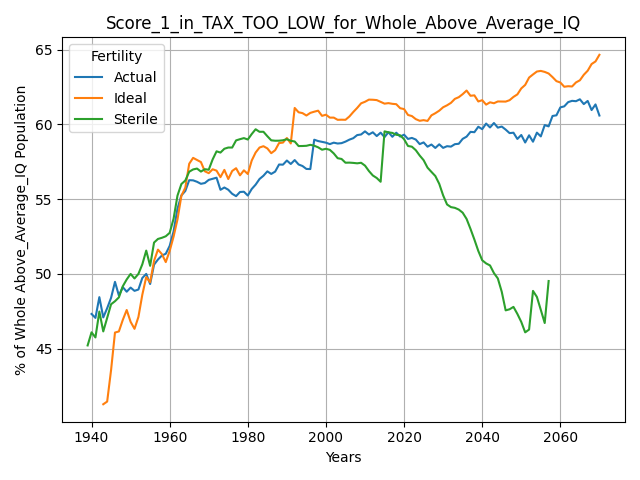 Score_1_in_TAX_TOO_LOW_for_Whole_Above_Average_IQ
% of Whole Above_Average_IQ Population
65
60
55
50
45
Fertility
Actual
Ideal
Sterile
1940 1960 1980 2000 2020 2040 2060
Years